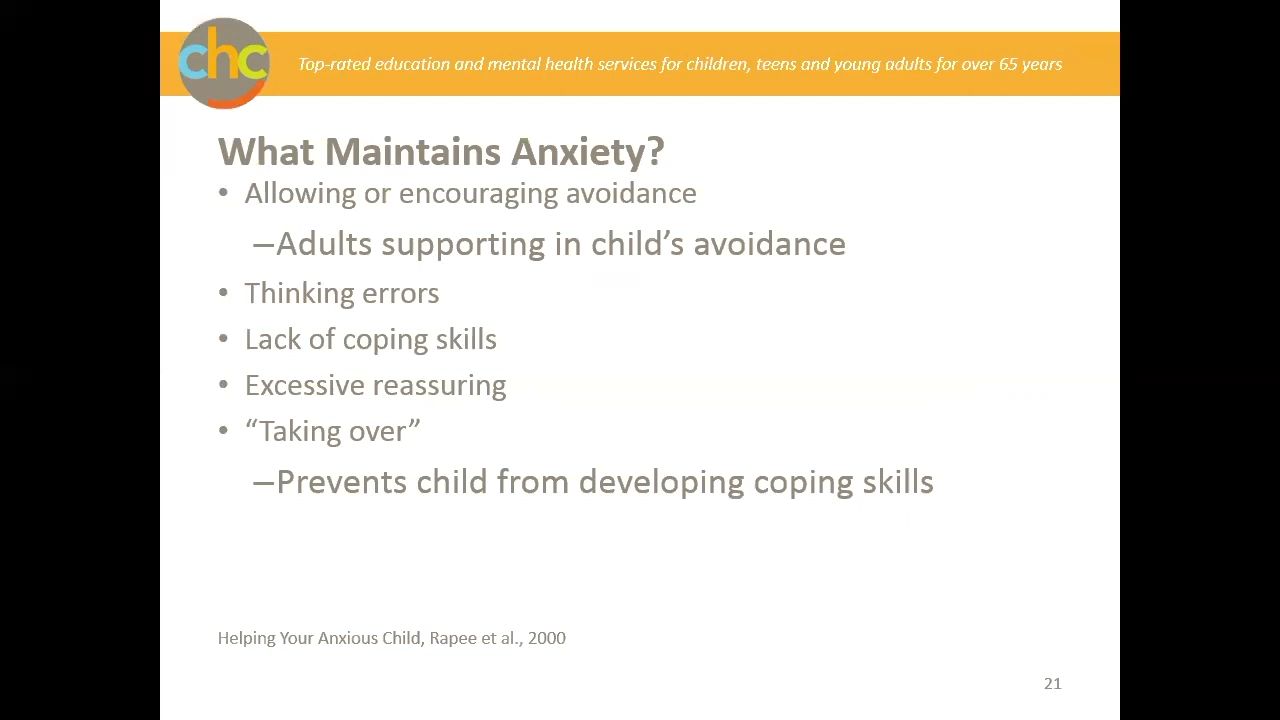 chc
Top-rated education and mental health services for children, teens and young adults for over 65 years
What Maintains Anxiety?
• Allowing or encouraging avoidance
–Adults supporting in child’s avoidance
• Thinking errors
• Lack of coping skills
• Excessive reassuring
• “Taking over”
–Prevents child from developing coping skills
Helping Your Anxious Child, Rapee et al., 2000
21